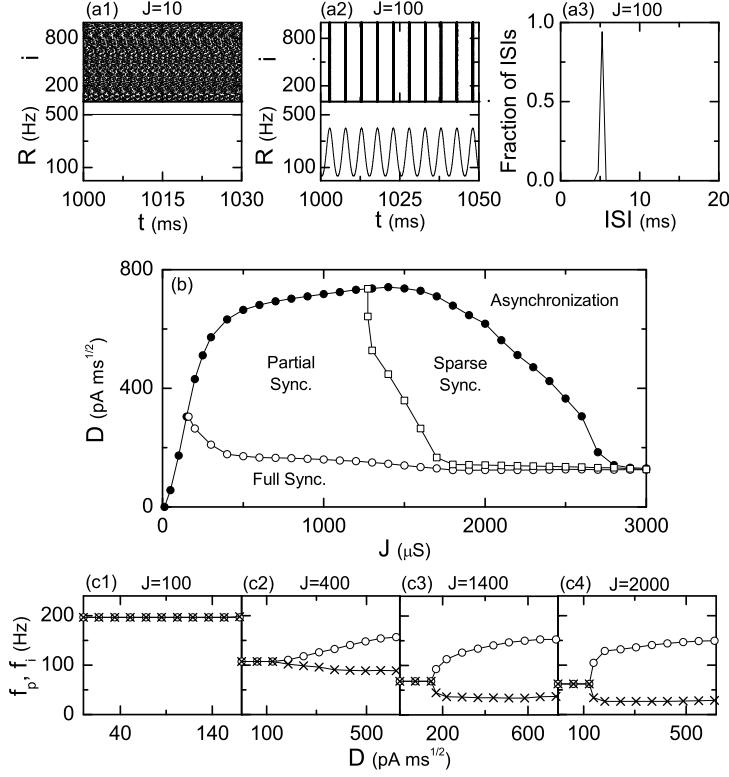 (a1) J=10
(a2) J=100
(a3) J=100
i
800
200
R (Hz)
500
100
1000 1015 1030
t (ms)
i
800
200
R (Hz)
500
100
1000 1025 1050
t (ms)
Fraction of ISIs
1.0
0.5
0.0
0 10 20
ISI (ms)
(b)
Asynchronization
Partial
Sync.
Sparse
Sync.
Full Sync.
D (pA ms1/2)
800
400
0
0 1000 2000 3000
J (μS)
(c1) J=100
(c2) J=400
(c3) J=1400
(c4) J=2000
fp, fi (Hz)
200
100
0
40 140
100 500
200 600
100 500
D (pA ms1/2)